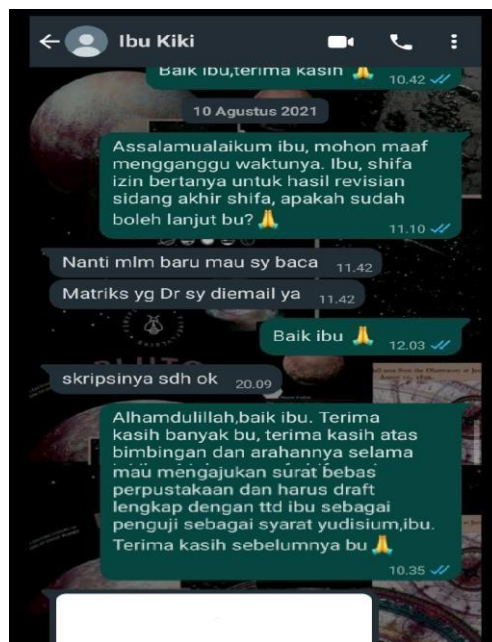 Ibu Kiki
Baik ibu,terima kasih 🙏
10.42
10 Agustus 2021
Assalamualaikum ibu, mohon maaf
mengganggu waktunya. Ibu, shifa
izin bertanya untuk hasil revisian
sidang akhir shifa, apakah sudah
boleh lanjut bu? 🙏
11.10
Nanti mlm baru mau sy baca 11.42
Matriks yg Dr sy diemail ya 11.42
Baik ibu 🙏 12.03
skripsinya sdh ok 20.09
Alhamdulillah,baik ibu. Terima
kasih banyak bu, terima kasih atas
bimbingan dan arahannya selama
mau mengajukan surat bebas
perpustakaan dan harus draft
lengkap dengan ttd ibu sebagai
penguji sebagai syarat yudisium,ibu.
Terima kasih sebelumnya bu 🙏
10.35